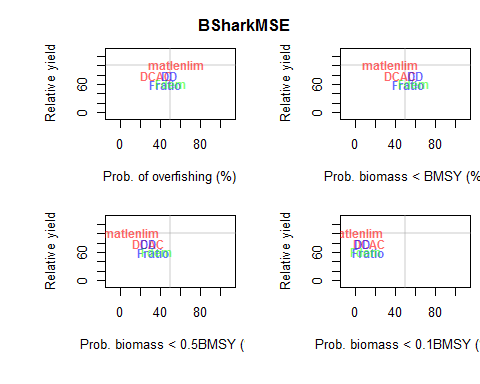 BSharkMSE
Relative yield
0 60
matlenlim
DCAC
DD
Fratio
0 40 80
Prob. of overfishing (%)
Relative yield
0 60
matlenlim
DCAC
DD
Fratio
0 40 80
Prob. biomass < BMSY (%
Relative yield
0 60
matlenlim
DCAC
DD
Fratio
0 40 80
Prob. biomass < 0.5BMSY (
Relative yield
0 60
matlenlim
DCAC
DD
Fratio
0 40 80
Prob. biomass < 0.1BMSY (